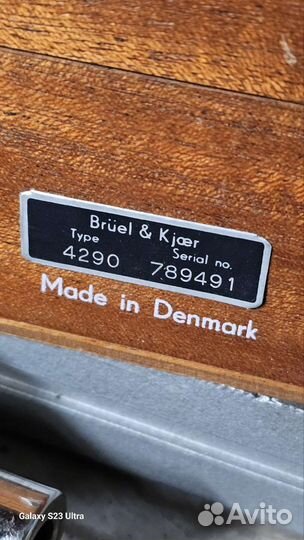 Brüel & Kjær
Type Serial no.
4290 789491
Made in Denmark
Galaxy S23 Ultra
Avito